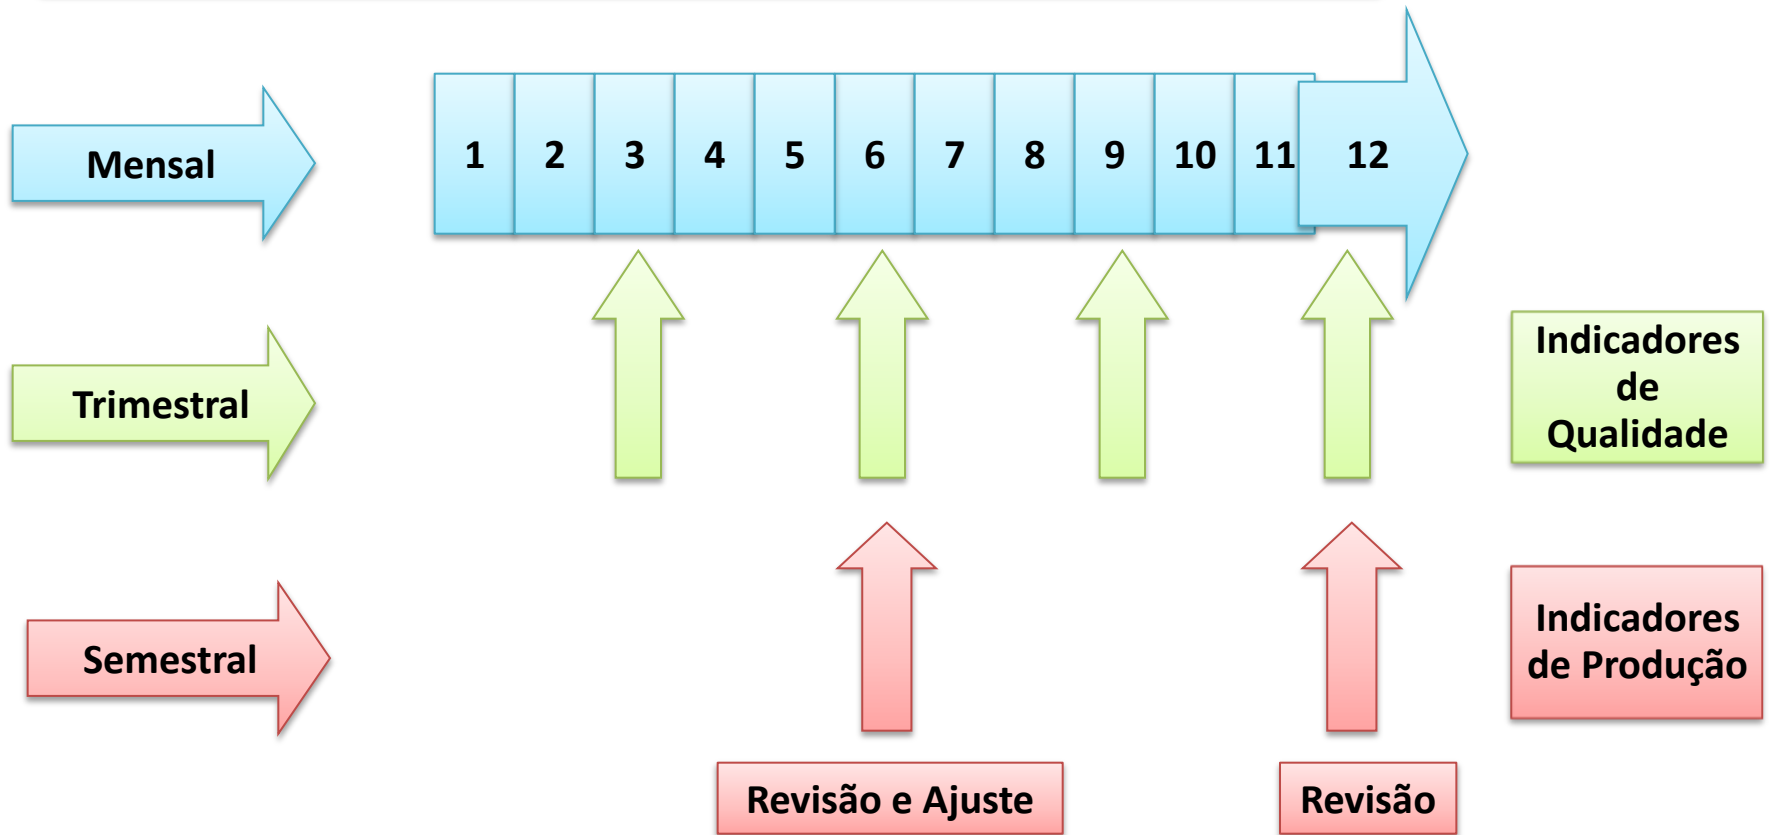 Mensal
1 2 3 4 5 6 7 8 9 10 11 12
Trimestral
Indicadores
de
Qualidade
Semestral
Indicadores
de Produção
Revisão e Ajuste
Revisão